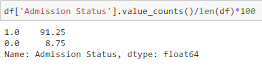 df['Admission Status'].value_counts()/len(df)*100
1.0    91.25
0.0     8.75
Name: Admission Status, dtype: float64